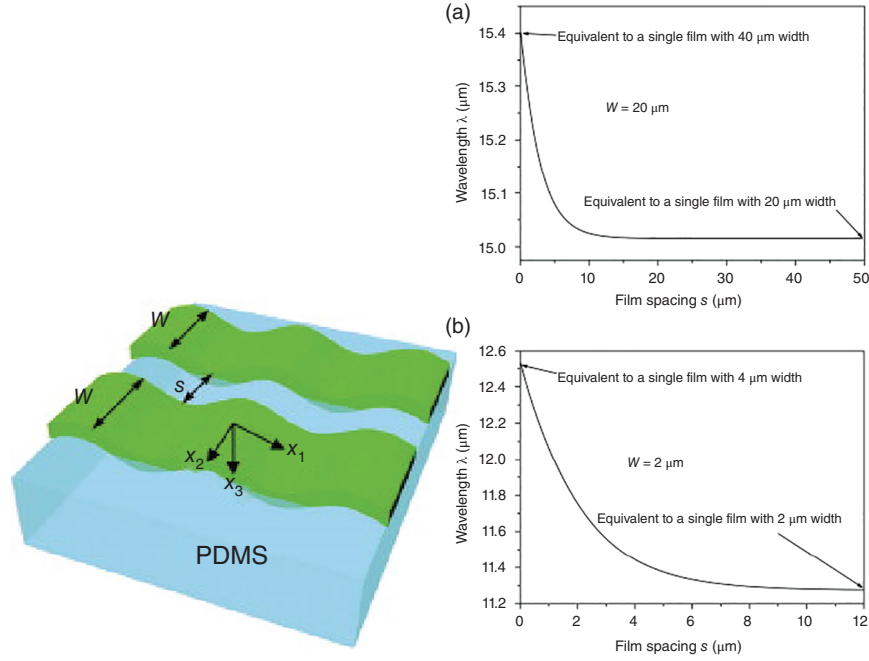 (a)
15.4
15.3
15.2
15.1
15.0
Wavelength λ (μm)
Equivalent to a single film with 40 μm width
W = 20 μm
Equivalent to a single film with 20 μm width
0 10 20 30 40 50
Film spacing s (μm)
W
W
s
x1
x2
x3
PDMS
(b)
12.6
12.4
12.2
12.0
11.8
11.6
11.4
11.2
Wavelength λ (μm)
Equivalent to a single film with 4 μm width
W = 2 μm
Equivalent to a single film with 2 μm width
0 2 4 6 8 10 12
Film spacing s (μm)